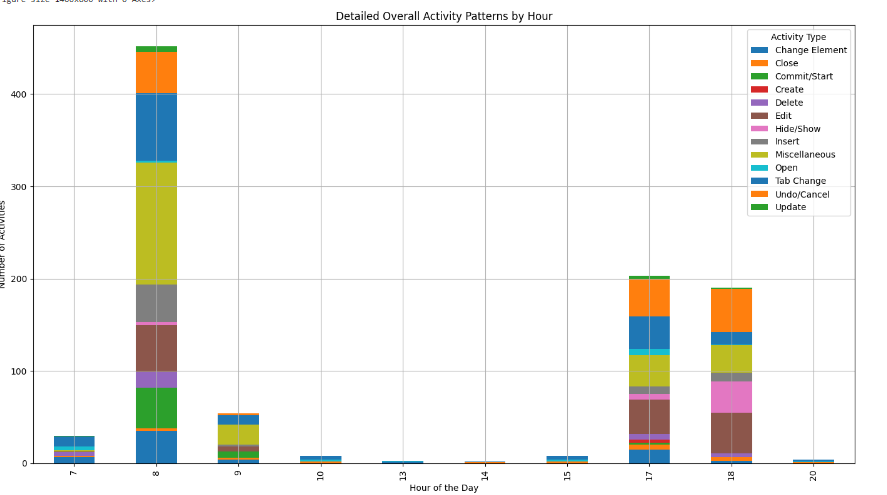 Detailed Overall Activity Patterns by Hour
Activity Type
Change Element
Close
Commit/Start
Create
Delete
Edit
Hide/Show
Insert
Miscellaneous
Open
Tab Change
Undo/Cancel
Update
Number of Activities
400
300
200
100
0
7 8 9 10 13 14 15 17 18 20
Hour of the Day